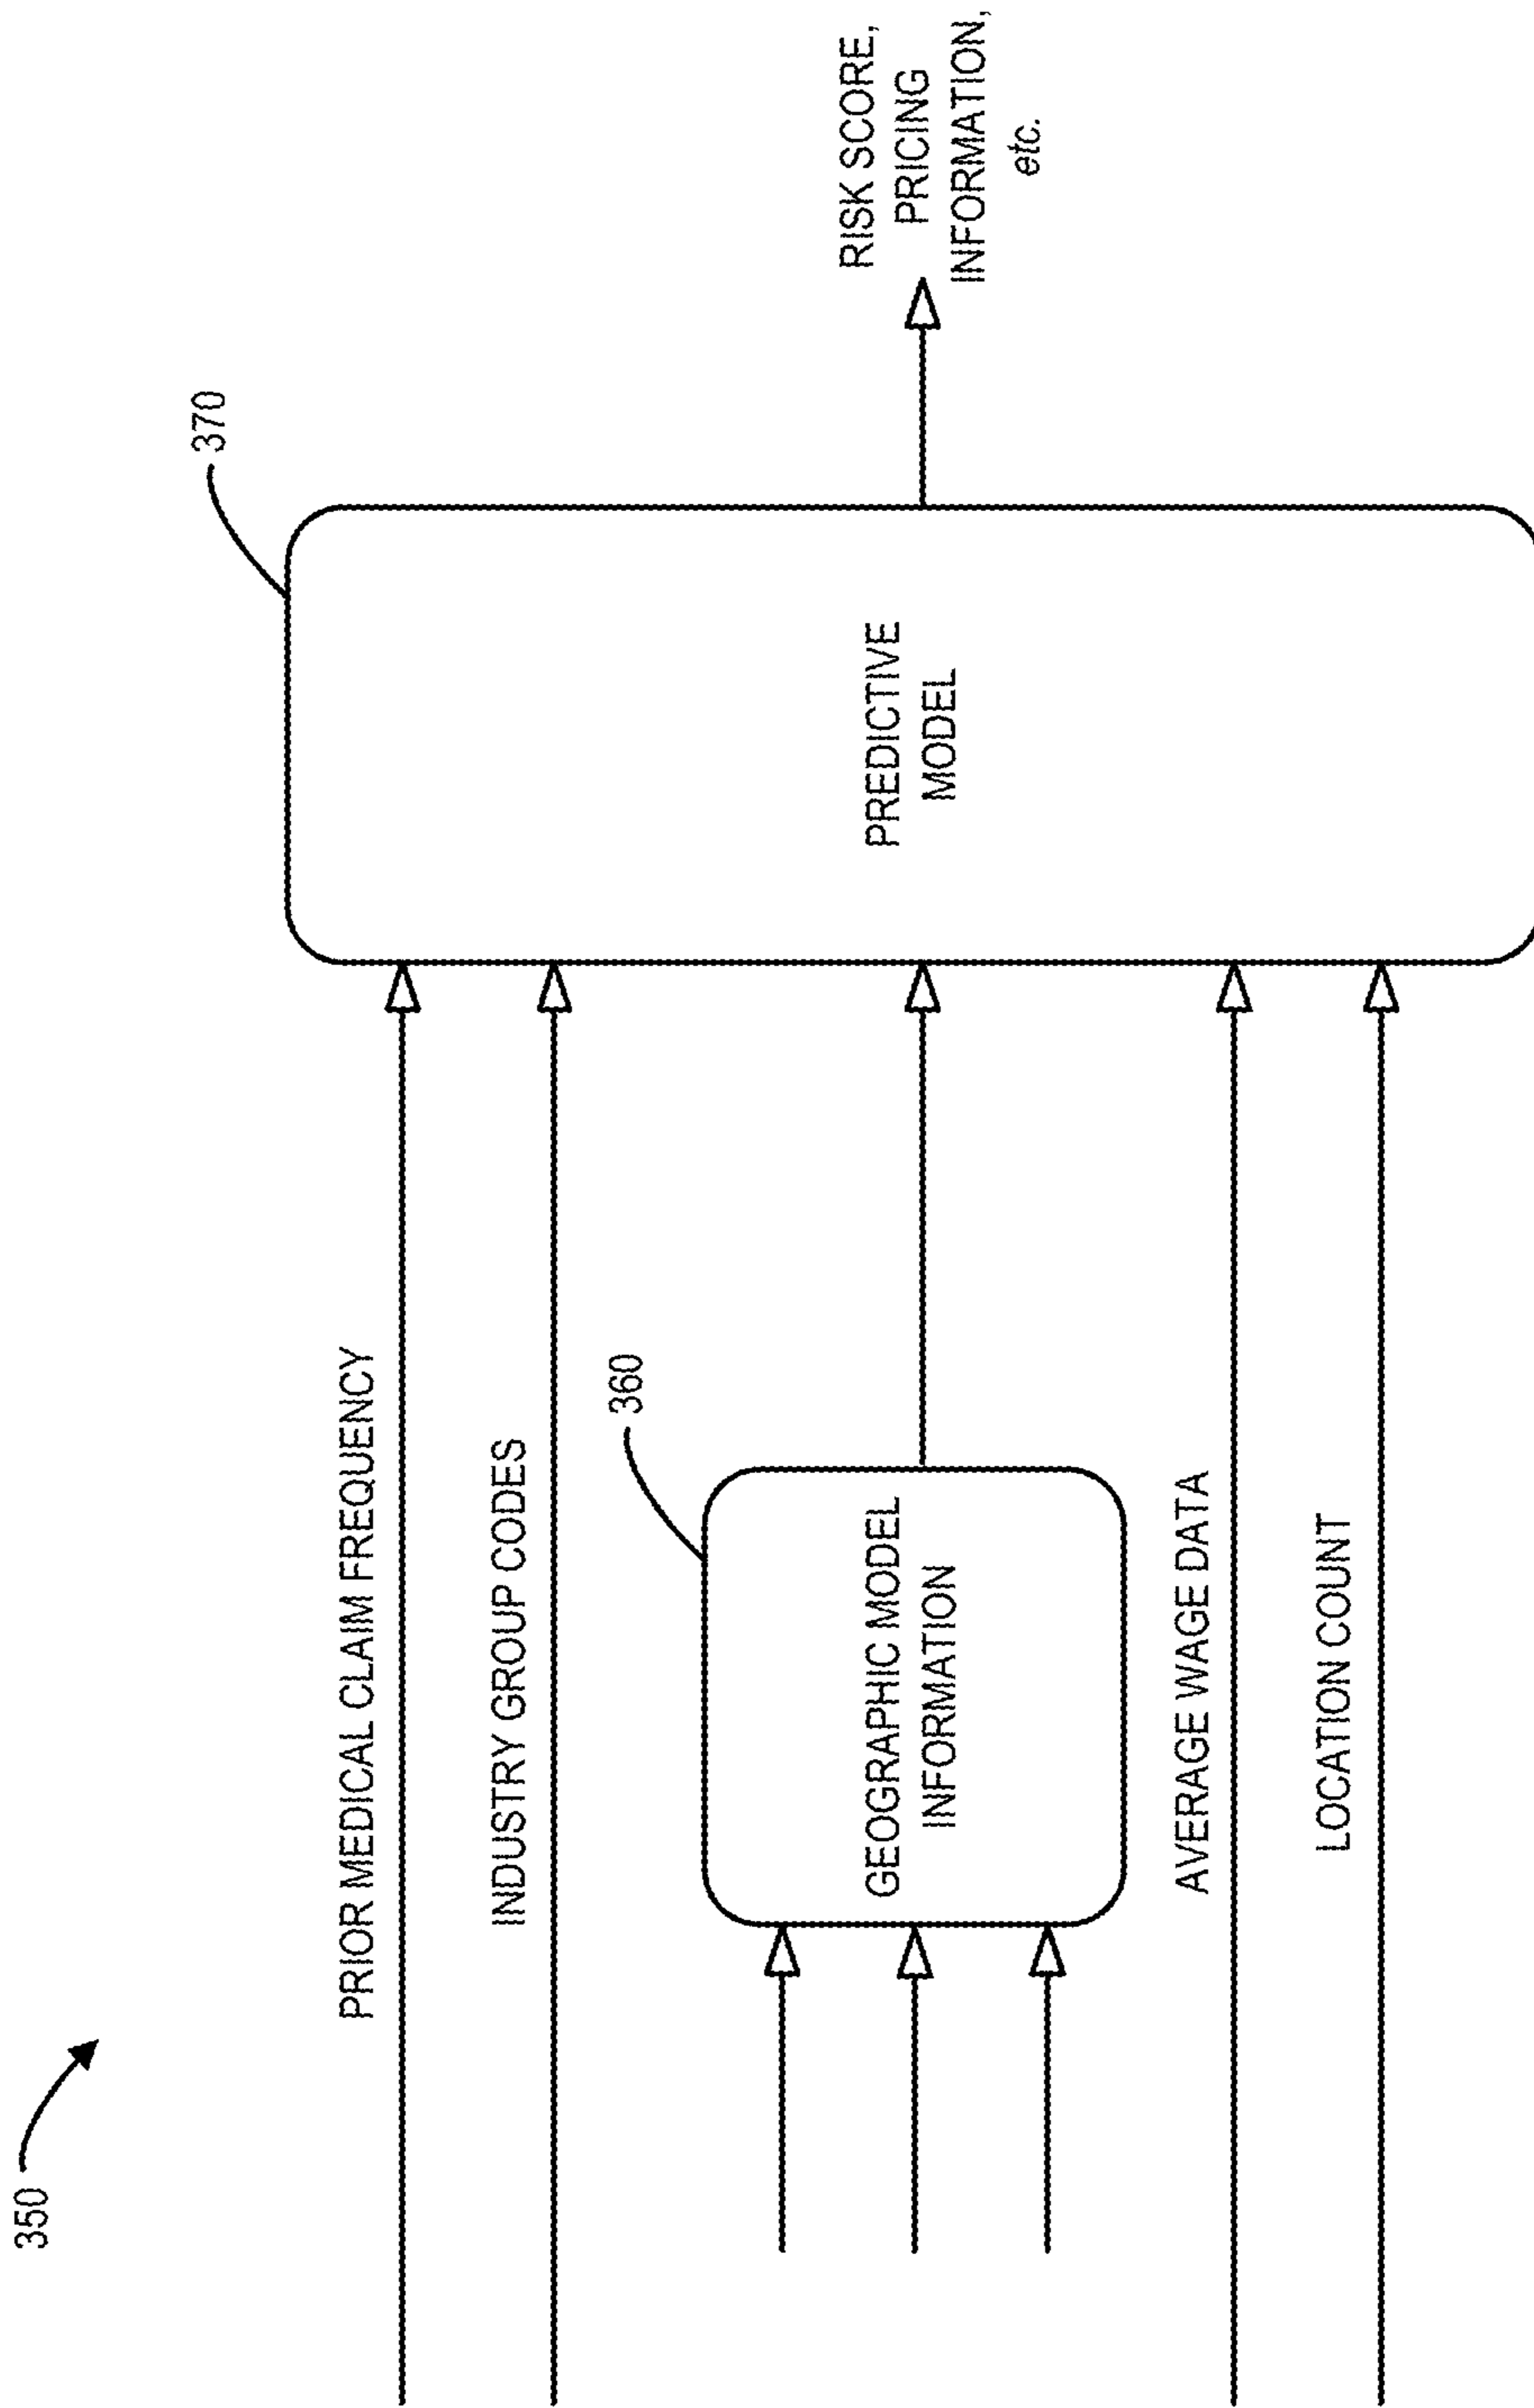 350
PRIOR MEDICAL CLAIM FREQUENCY
INDUSTRY GROUP CODES
360
GEOGRAPHIC MODEL
INFORMATION
AVERAGE WAGE DATA
LOCATION COUNT
370
PREDICTIVE
MODEL
RISK SCORE,
PRICING
INFORMATION,
etc.